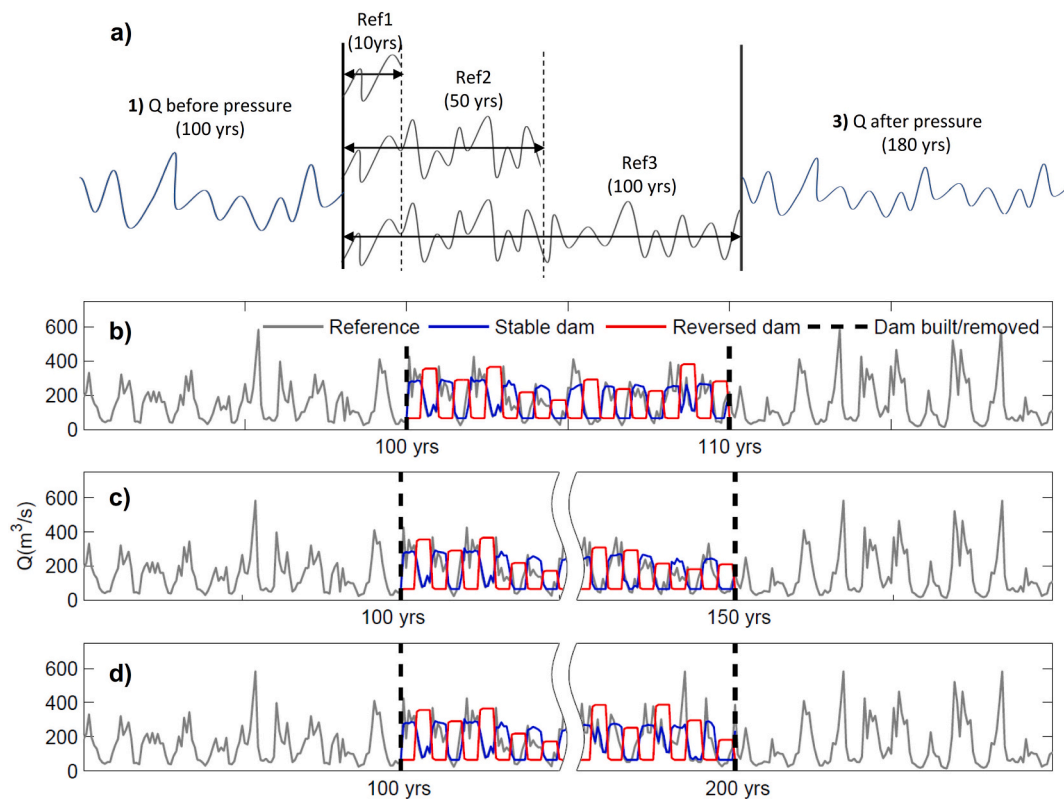 a)
Ref1
(10yrs)
Ref2
(50 yrs)
1) Q before pressure
(100 yrs)
3) Q after pressure
(180 yrs)
Ref3
(100 yrs)
b)
600
400
200
0
Reference
Stable dam
Reversed dam
Dam built/removed
100 yrs
110 yrs
c)
Q(m³/s)
600
400
200
0
100 yrs
150 yrs
d)
600
400
200
0
100 yrs
200 yrs